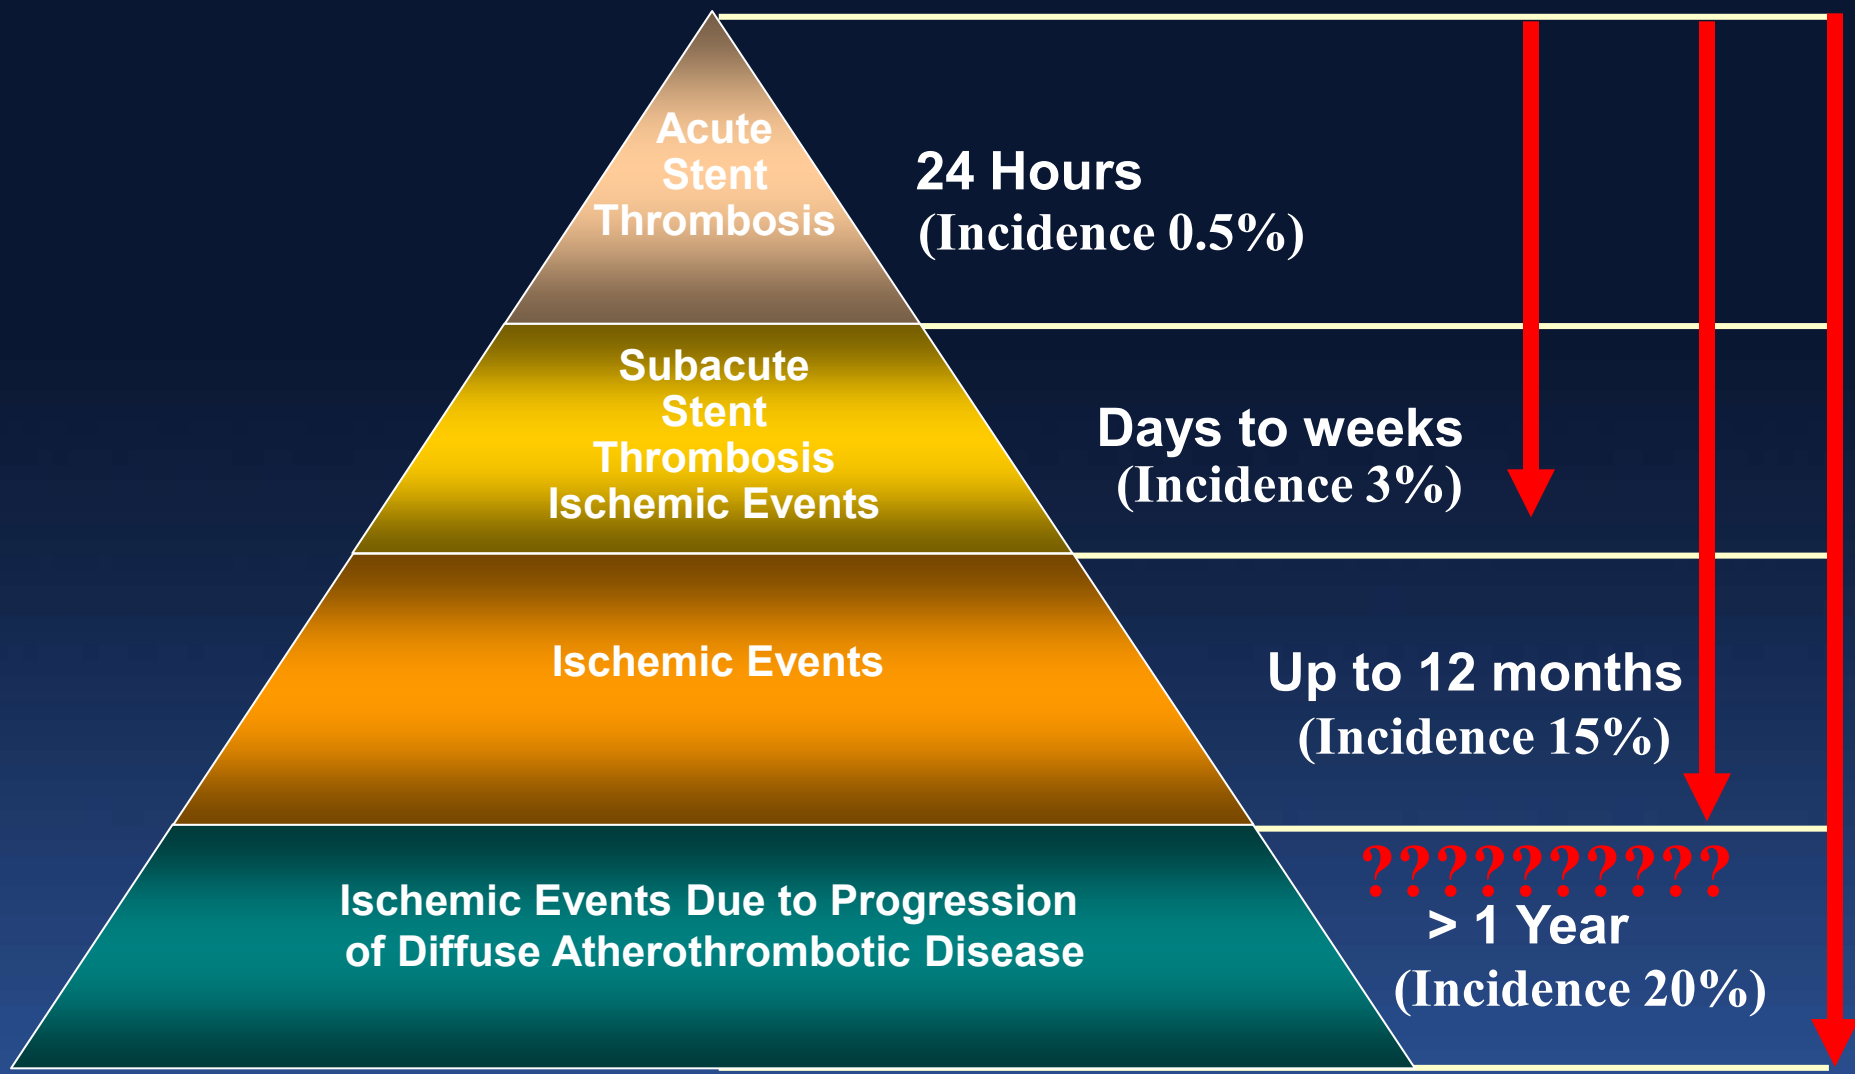 Acute
Stent
Thrombosis
24 Hours
(Incidence 0.5%)
Subacute
Stent
Thrombosis
Ischemic Events
Days to weeks
(Incidence 3%)
Ischemic Events
Up to 12 months
(Incidence 15%)
??????????
Ischemic Events Due to Progression
of Diffuse Atherothrombotic Disease
> 1 Year
(Incidence 20%)